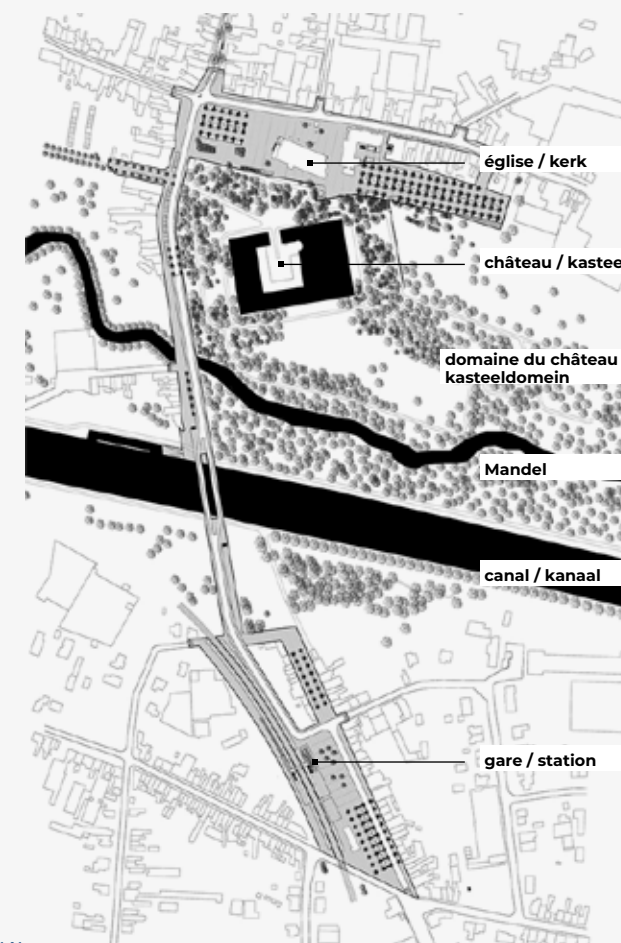 église / kerk
château / kastee
domaine du château
kasteeldomein
Mandel
canal / kanaal
gare / station